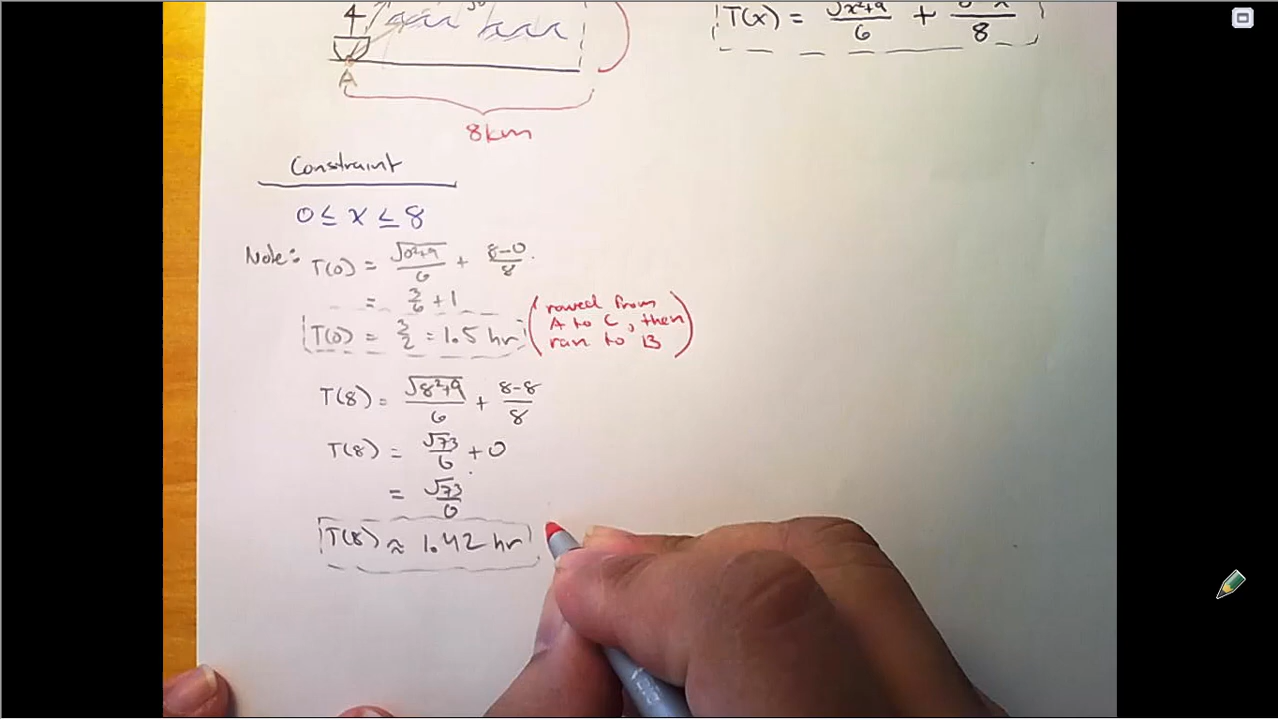 T(x) = √x²+9/6 + 8-x/8
A
8km
Constraint
0 ≤ x ≤ 8
Note: T(0) = √0²+9/6 + 8-0/8
= 3/6 + 1
T(0) = 3/2 = 1.5 hr
(rowed from
A to C, then
ran to B)
T(8) = √8²+9/6 + 8-8/8
T(8) = √73/6 + 0
= √73/6
T(8) ≈ 1.42 hr